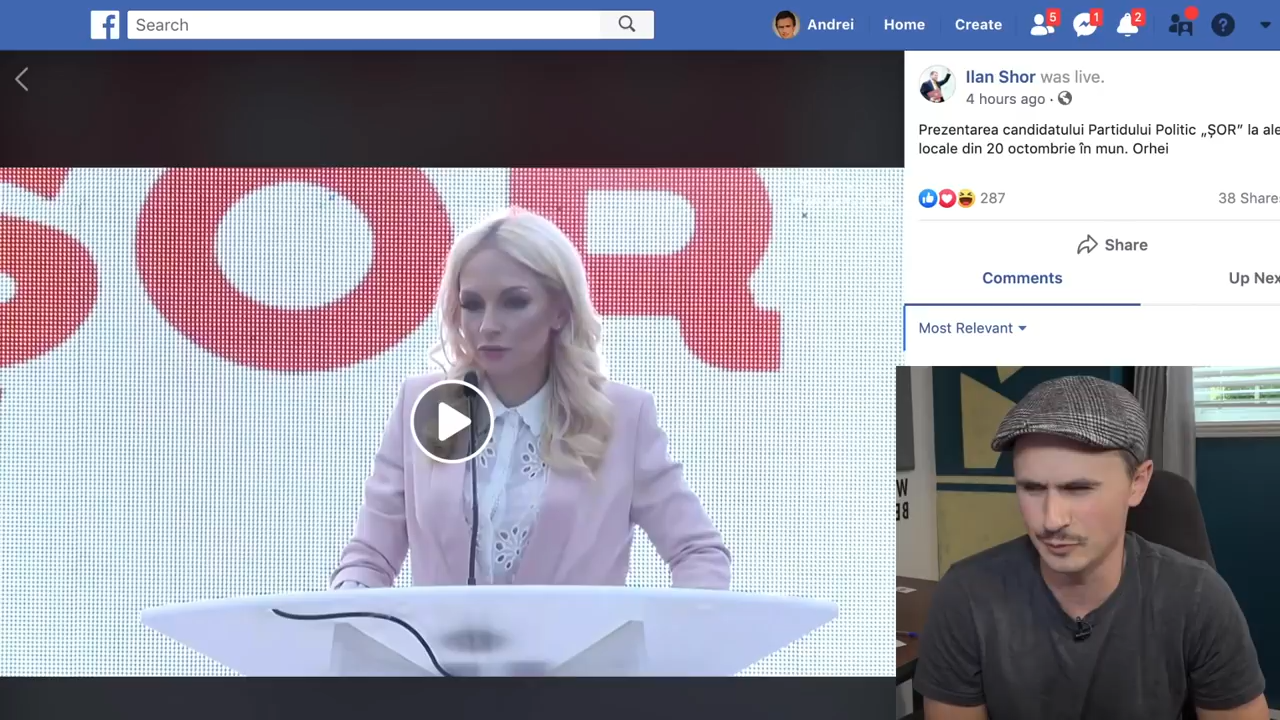 Search
Andrei
Home
Create
5
1
2
Ilan Shor was live.
4 hours ago ·
Prezentarea candidatului Partidului Politic „ȘOR” la ale
locale din 20 octombrie în mun. Orhei
287
38 Share
Share
Comments
Up Nex
Most Relevant
ȘOR
W
BE